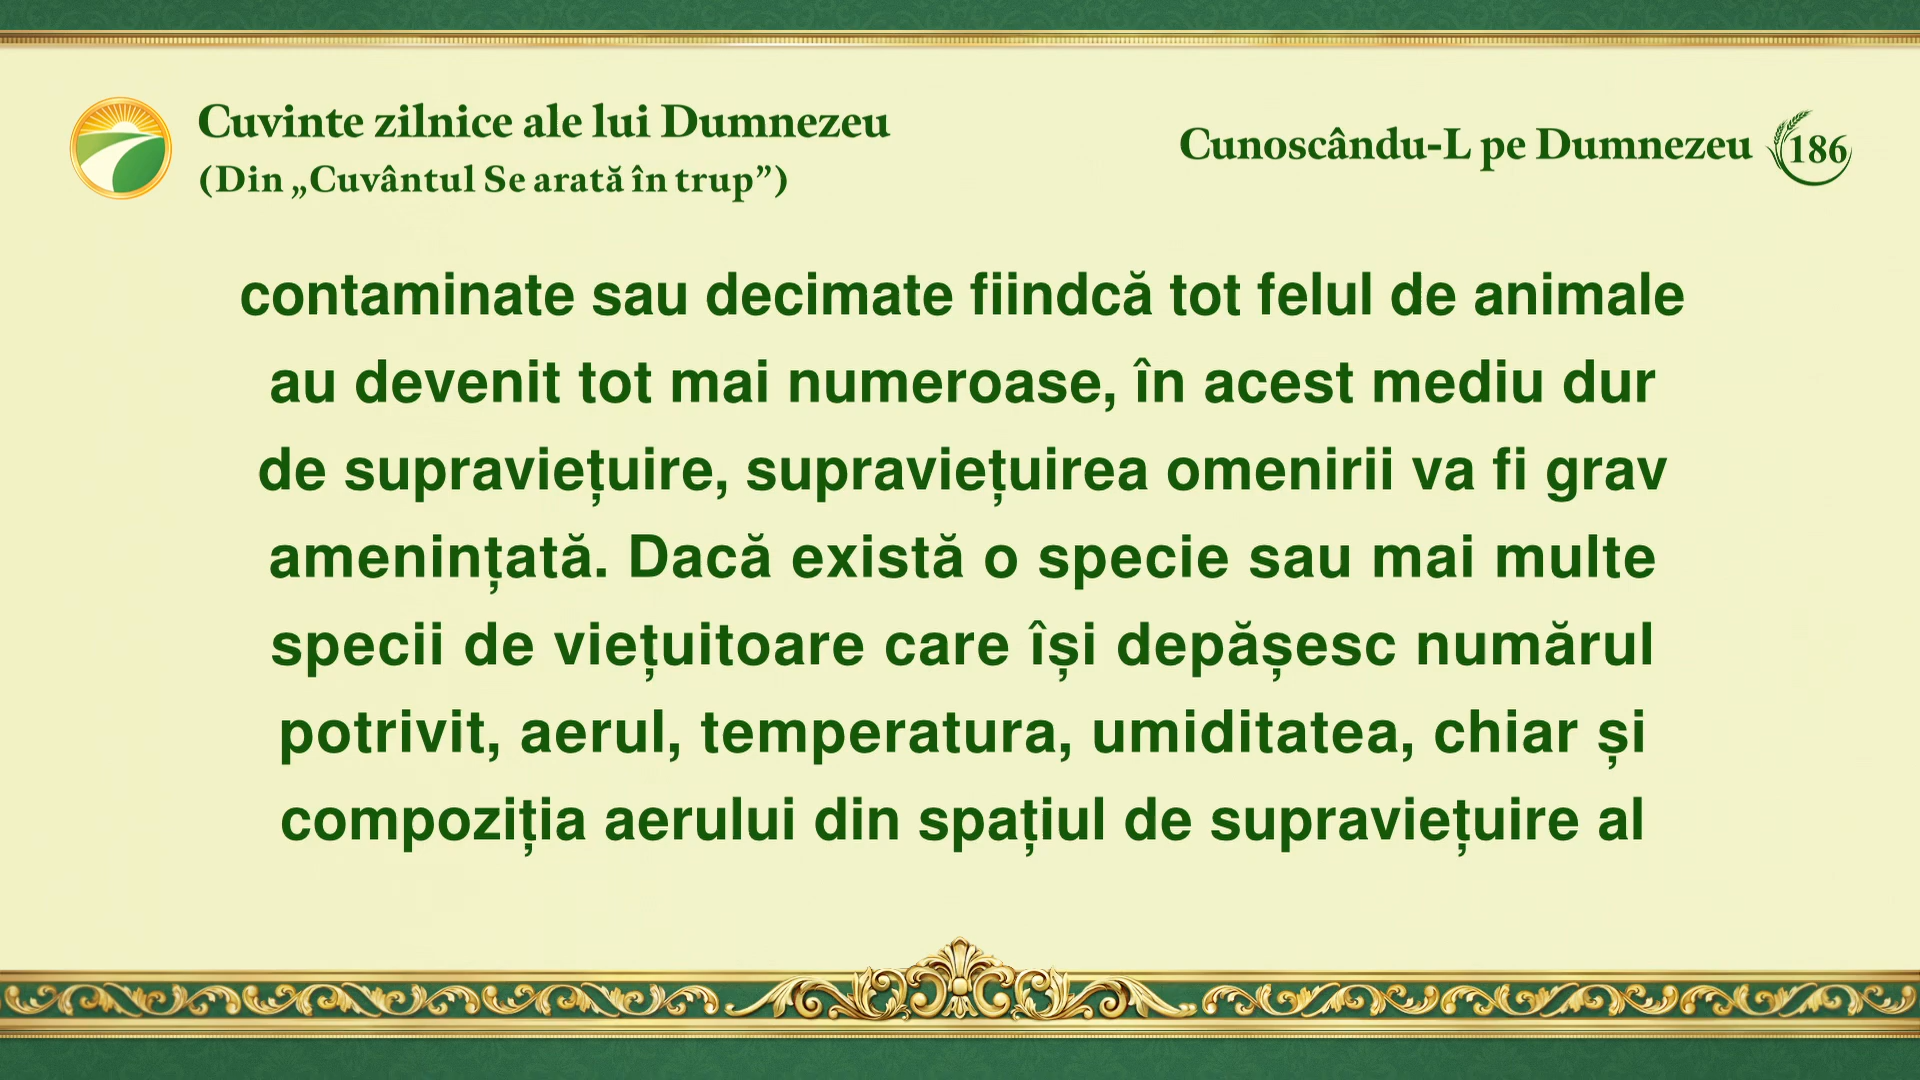 Cuvinte zilnice ale lui Dumnezeu
(Din „Cuvântul Se arată în trup”)
Cunoscându-L pe Dumnezeu 186
contaminate sau decimate fiindcă tot felul de animale
au devenit tot mai numeroase, în acest mediu dur
de supraviețuire, supraviețuirea omenirii va fi grav
amenințată. Dacă există o specie sau mai multe
specii de viețuitoare care își depășesc numărul
potrivit, aerul, temperatura, umiditatea, chiar și
compoziția aerului din spațiul de supraviețuire al